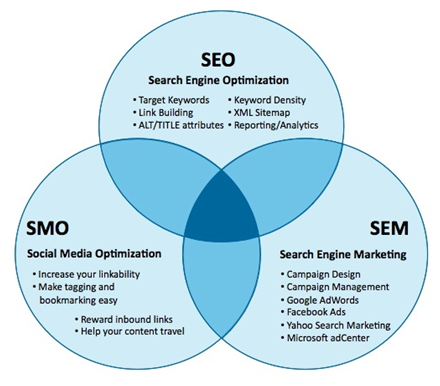 SEO
Search Engine Optimization
• Target Keywords • Keyword Density
• Link Building • XML Sitemap
• ALT/TITLE attributes • Reporting/Analytics
SMO
Social Media Optimization
• Increase your linkability
• Make tagging and
bookmarking easy
• Reward inbound links
• Help your content travel
SEM
Search Engine Marketing
• Campaign Design
• Campaign Management
• Google AdWords
• Facebook Ads
• Yahoo Search Marketing
• Microsoft adCenter